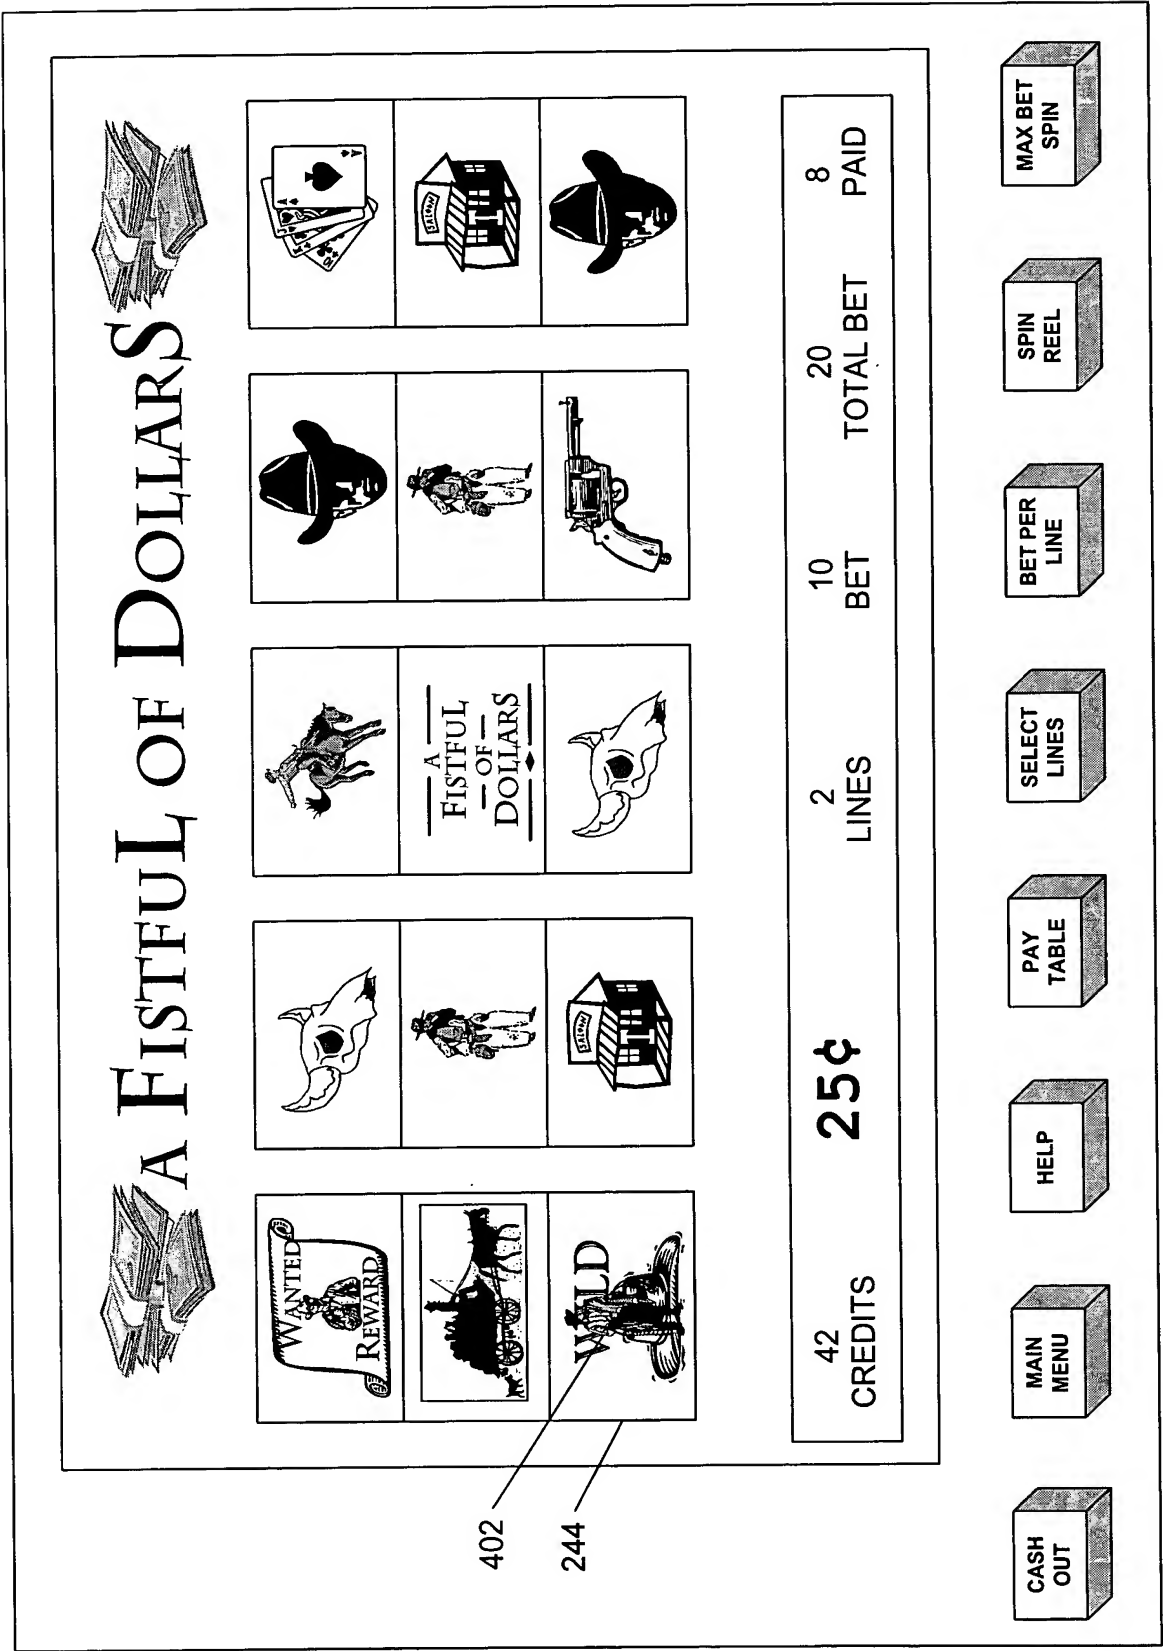 A FISTFUL OF DOLLARS
WANTED
REWARD
WILD
SALOON
A
FISTFUL
OF
DOLLARS
A
A
SALOON
42
CREDITS
25¢
2
LINES
10
BET
20
TOTAL BET
8
PAID
402
244
CASH
OUT
MAIN
MENU
HELP
PAY
TABLE
SELECT
LINES
BET PER
LINE
SPIN
REEL
MAX BET
SPIN